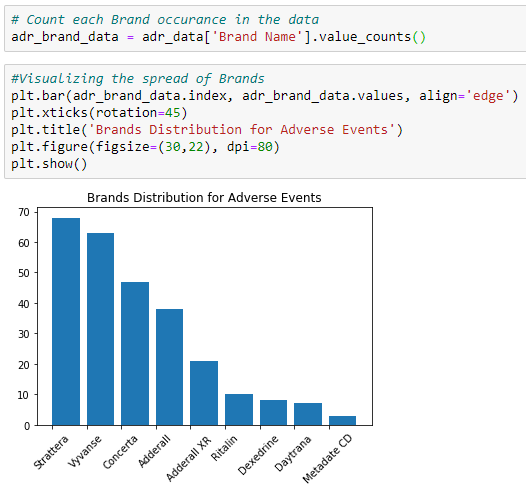 # Count each Brand occurance in the data
adr_brand_data = adr_data['Brand Name'].value_counts()
#Visualizing the spread of Brands
plt.bar(adr_brand_data.index, adr_brand_data.values, align='edge')
plt.xticks(rotation=45)
plt.title('Brands Distribution for Adverse Events')
plt.figure(figsize=(30,22), dpi=80)
plt.show()
Brands Distribution for Adverse Events
70
60
50
40
30
20
10
0
Strattera
Vyvanse
Concerta
Adderall
Adderall XR
Ritalin
Dexedrine
Daytrana
Metadate CD